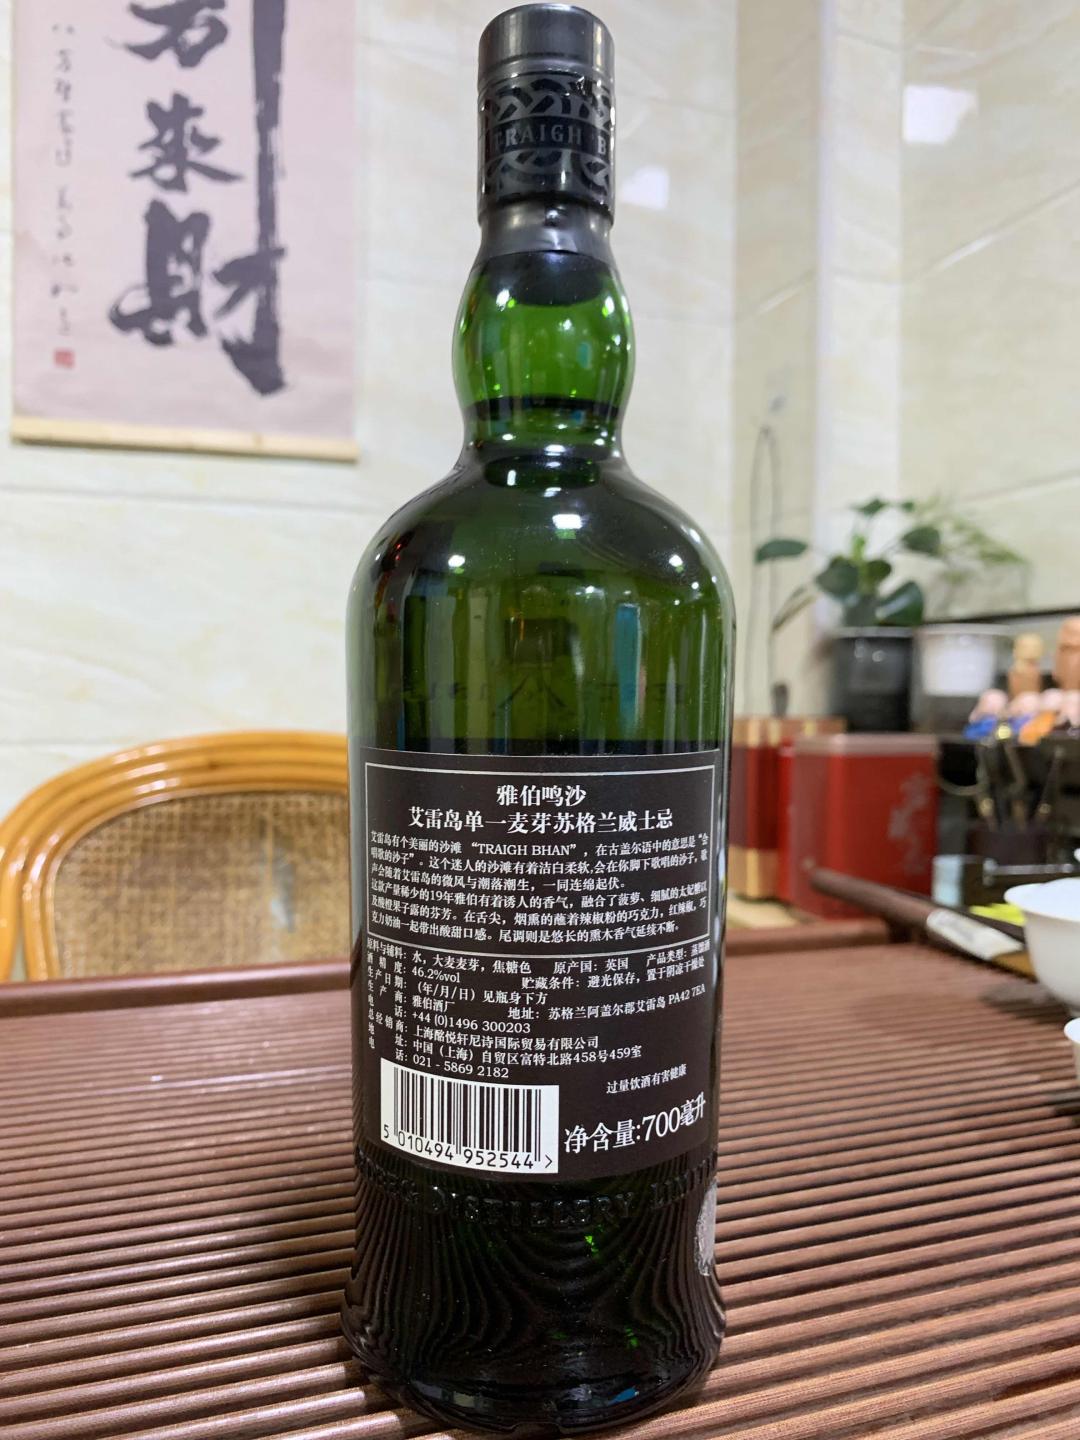 來
財
TRAIGH B
雅伯鸣沙
艾雷岛单一麦芽苏格兰威士忌
艾雷岛有个美丽的沙滩 “TRAIGH BHAN”，在古盖尔语中的意思是“会
唱歌的沙子”。这个迷人的沙滩有着洁白柔软,会在你脚下歌唱的沙子，歌
声会随着艾雷岛的微风与潮落潮生，一同连绵起伏。
这款产量稀少的19年雅伯有着诱人的香气，融合了菠萝、细腻的太妃糖以
及酸橙果子露的芬芳。在舌尖，烟熏的蘸着辣椒粉的巧克力，红辣椒，巧
克力奶油一起带出酸甜口感。尾调则是悠长的熏木香气延续不断。
原料与辅料：水，大麦麦芽，焦糖色 原产国：英国 产品类型：蒸馏酒
酒精度：46.2%vol 贮藏条件：避光保存，置于阴凉干燥处
生产日期：（年/月/日）见瓶身下方
生产商：雅伯酒厂 地址：苏格兰阿盖尔郡艾雷岛 PA42 7EA
电话：+44 (0)1496 300203
总经销商：上海酩悦轩尼诗国际贸易有限公司
地址：中国（上海）自贸区富特北路458号459室
电话：021 - 5869 2182
过量饮酒有害健康
5 010494 952544 >
净含量:700毫升
DISTILLERY